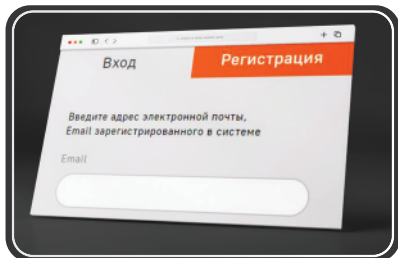 Вход
Регистрация
Введите адрес электронной почты,
Email зарегистрированного в системе
Email